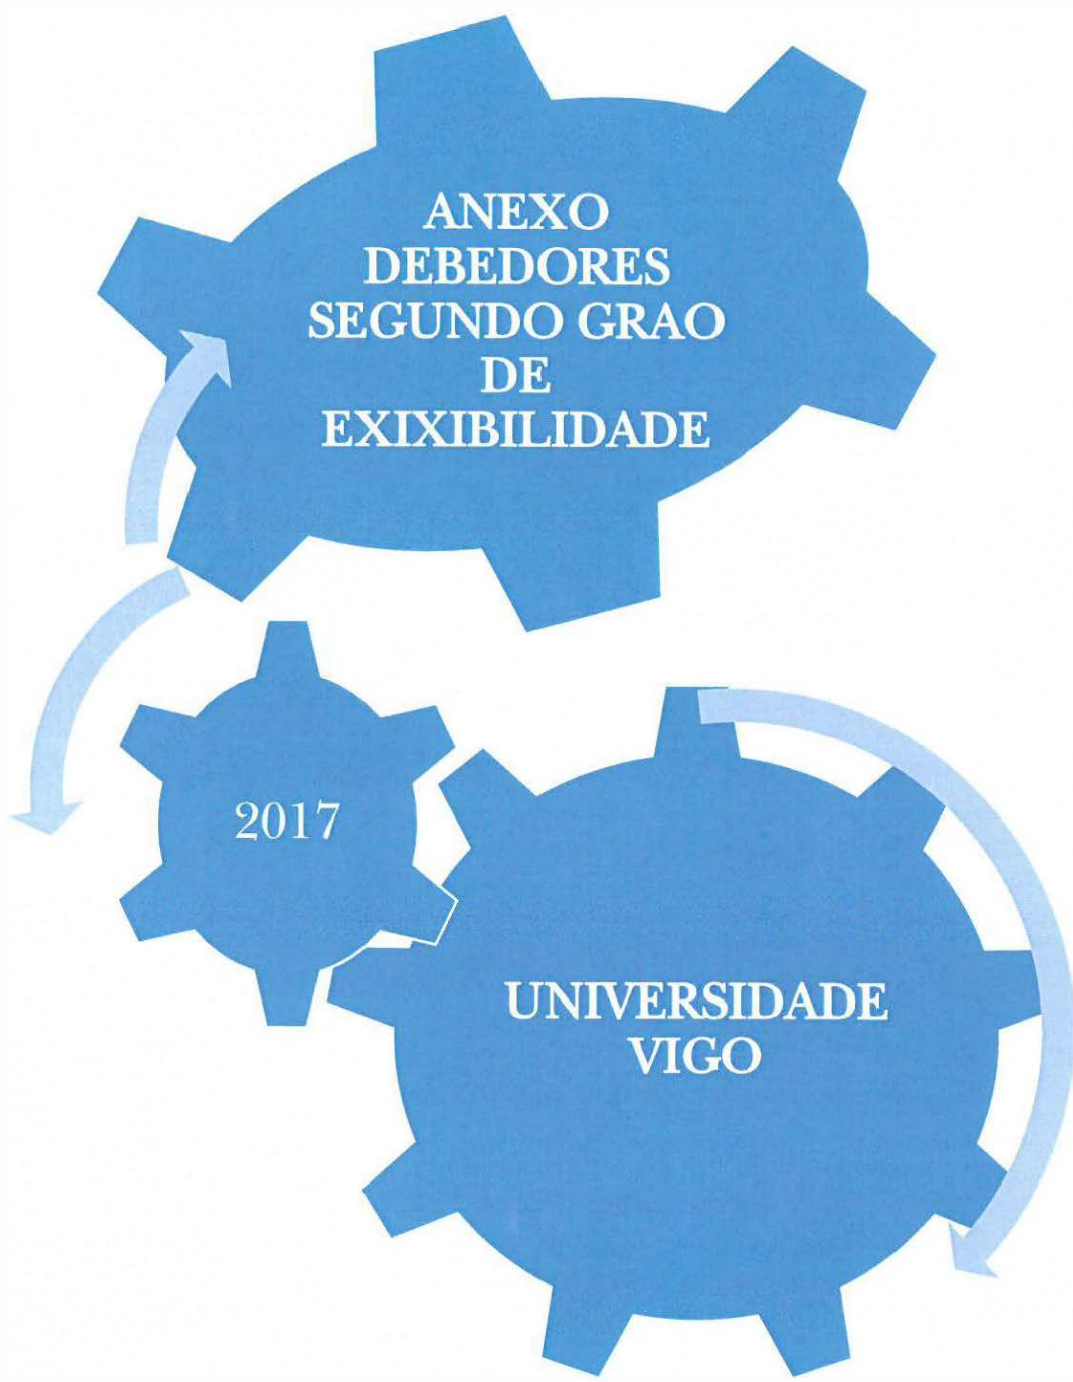 ANEXO
DEBEDORES
SEGUNDO GRAO
DE
EXIXIBILIDADE
2017
UNIVERSIDADE
VIGO